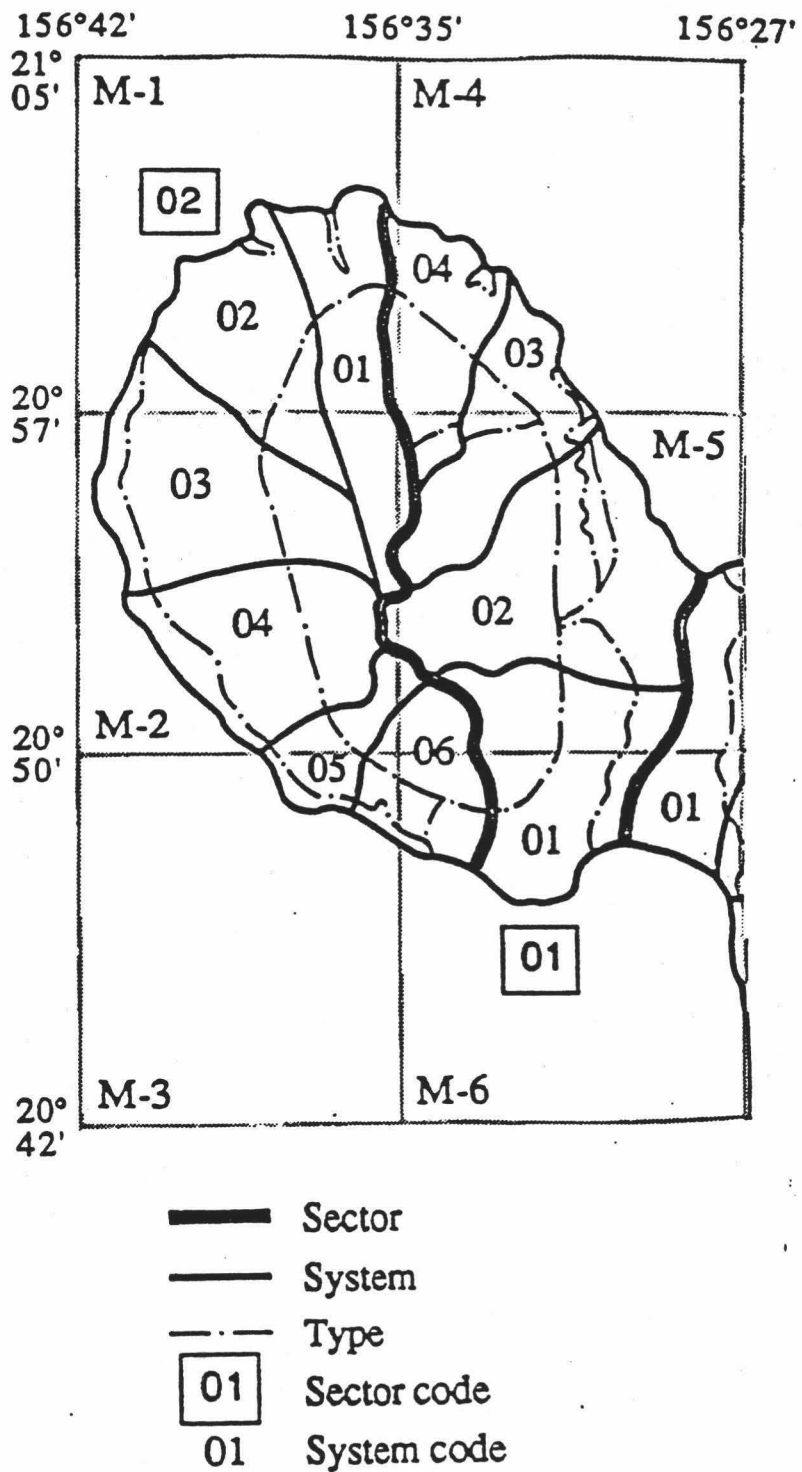 156°42' 156°35' 156°27'
21°
05'
M-1 M-4
02
04
02
03
01
20°
57'
M-5
03
02
04
M-2
20°
50'
06
05
01
01
01
M-3 M-6
20°
42'
Sector
System
Type
01 Sector code
01 System code